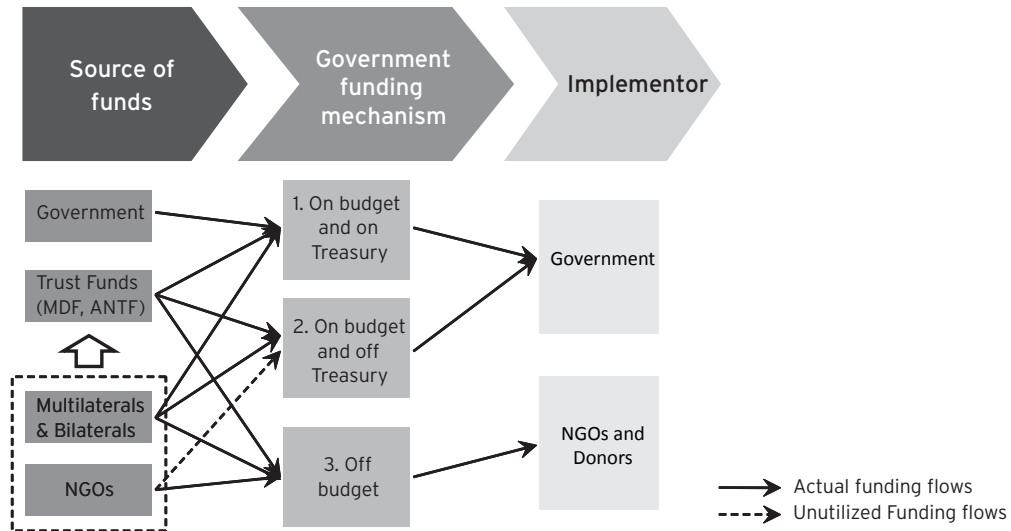 Source of
funds
Government
funding
mechanism
Implementor
Government
Trust Funds
(MDF, ANTF)
Multilaterals
& Bilaterals
NGOs
1. On budget
and on
Treasury
2. On budget
and off
Treasury
3. Off
budget
Government
NGOs and
Donors
Actual funding flows
Unutilized Funding flows